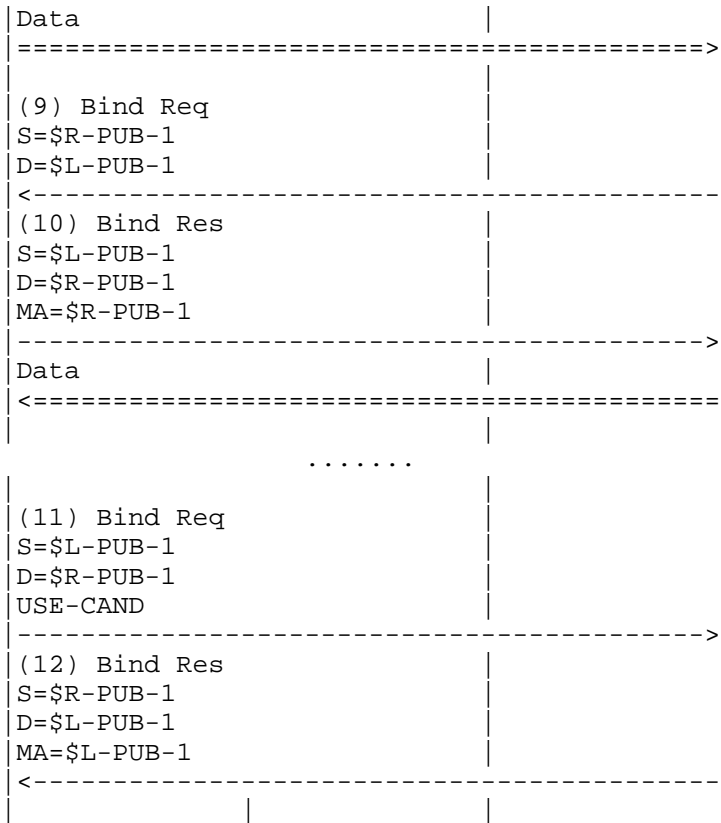 |Data                         |
|===========================================>
|                             |
|(9) Bind Req                 |
|S=$R-PUB-1                   |
|D=$L-PUB-1                   |
|<-------------------------------------------
|(10) Bind Res                |
|S=$L-PUB-1                   |
|D=$R-PUB-1                   |
|MA=$R-PUB-1                  |
|------------------------------------------->
|Data                         |
|<===========================================
|                             |
                  .......
|                             |
|(11) Bind Req                |
|S=$L-PUB-1                   |
|D=$R-PUB-1                   |
|USE-CAND                     |
|------------------------------------------->
|(12) Bind Res                |
|S=$R-PUB-1                   |
|D=$L-PUB-1                   |
|MA=$L-PUB-1                  |
|<-------------------------------------------
|              |              |